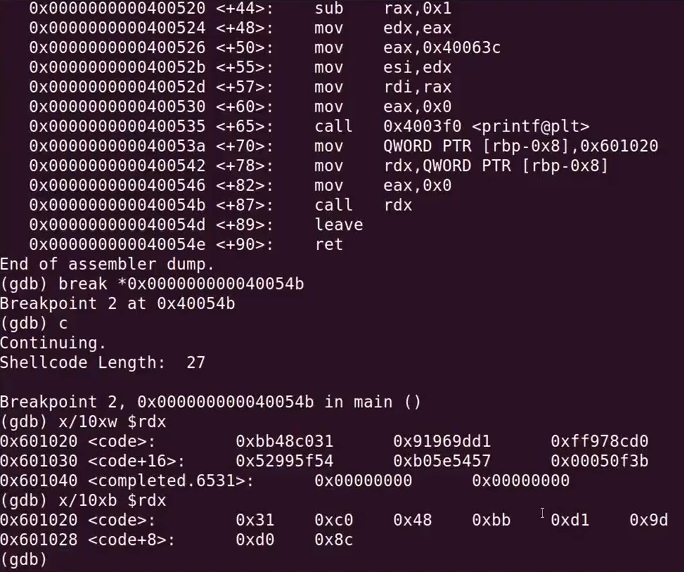 0x0000000000400520 <+44>: sub rax,0x1
0x0000000000400524 <+48>: mov edx,eax
0x0000000000400526 <+50>: mov eax,0x40063c
0x000000000040052b <+55>: mov esi,edx
0x000000000040052d <+57>: mov rdi,rax
0x0000000000400530 <+60>: mov eax,0x0
0x0000000000400535 <+65>: call 0x4003f0 <printf@plt>
0x000000000040053a <+70>: mov QWORD PTR [rbp-0x8],0x601020
0x0000000000400542 <+78>: mov rdx,QWORD PTR [rbp-0x8]
0x0000000000400546 <+82>: mov eax,0x0
0x000000000040054b <+87>: call rdx
0x000000000040054d <+89>: leave
0x000000000040054e <+90>: ret
End of assembler dump.
(gdb) break *0x000000000040054b
Breakpoint 2 at 0x40054b
(gdb) c
Continuing.
Shellcode Length: 27
Breakpoint 2, 0x000000000040054b in main ()
(gdb) x/10xw $rdx
0x601020 <code>: 0xbb48c031 0x91969dd1 0xff978cd0
0x601030 <code+16>: 0x52995f54 0xb05e5457 0x00050f3b
0x601040 <completed.6531>: 0x00000000 0x00000000
(gdb) x/10xb $rdx
0x601020 <code>: 0x31 0xc0 0x48 0xbb 0xd1 0x9d
0x601028 <code+8>: 0xd0 0x8c
(gdb)